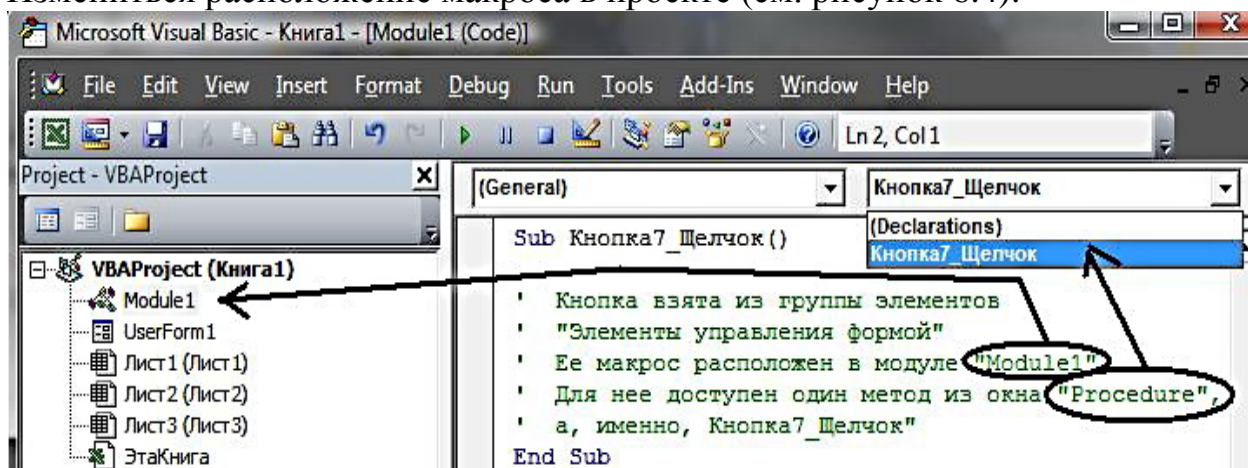 Измениться расположение макроса в проекте (см. рисунок 8.4).
Microsoft Visual Basic - Книга1 - [Module1 (Code)]
File Edit View Insert Format Debug Run Tools Add-Ins Window Help
Ln 2, Col 1
Project - VBAProject
(General)
Кнопка7_Щелчок
(Declarations)
Кнопка7_Щелчок
VBAProject (Книга1)
Module1
UserForm1
Лист1 (Лист1)
Лист2 (Лист2)
Лист3 (Лист3)
ЭтаКнига
Sub Кнопка7_Щелчок()
' Кнопка взята из группы элементов
' "Элементы управления формой"
' Ее макрос расположен в модуле "Module1"
' Для нее доступен один метод из окна "Procedure",
' а, именно, Кнопка7_Щелчок"
End Sub